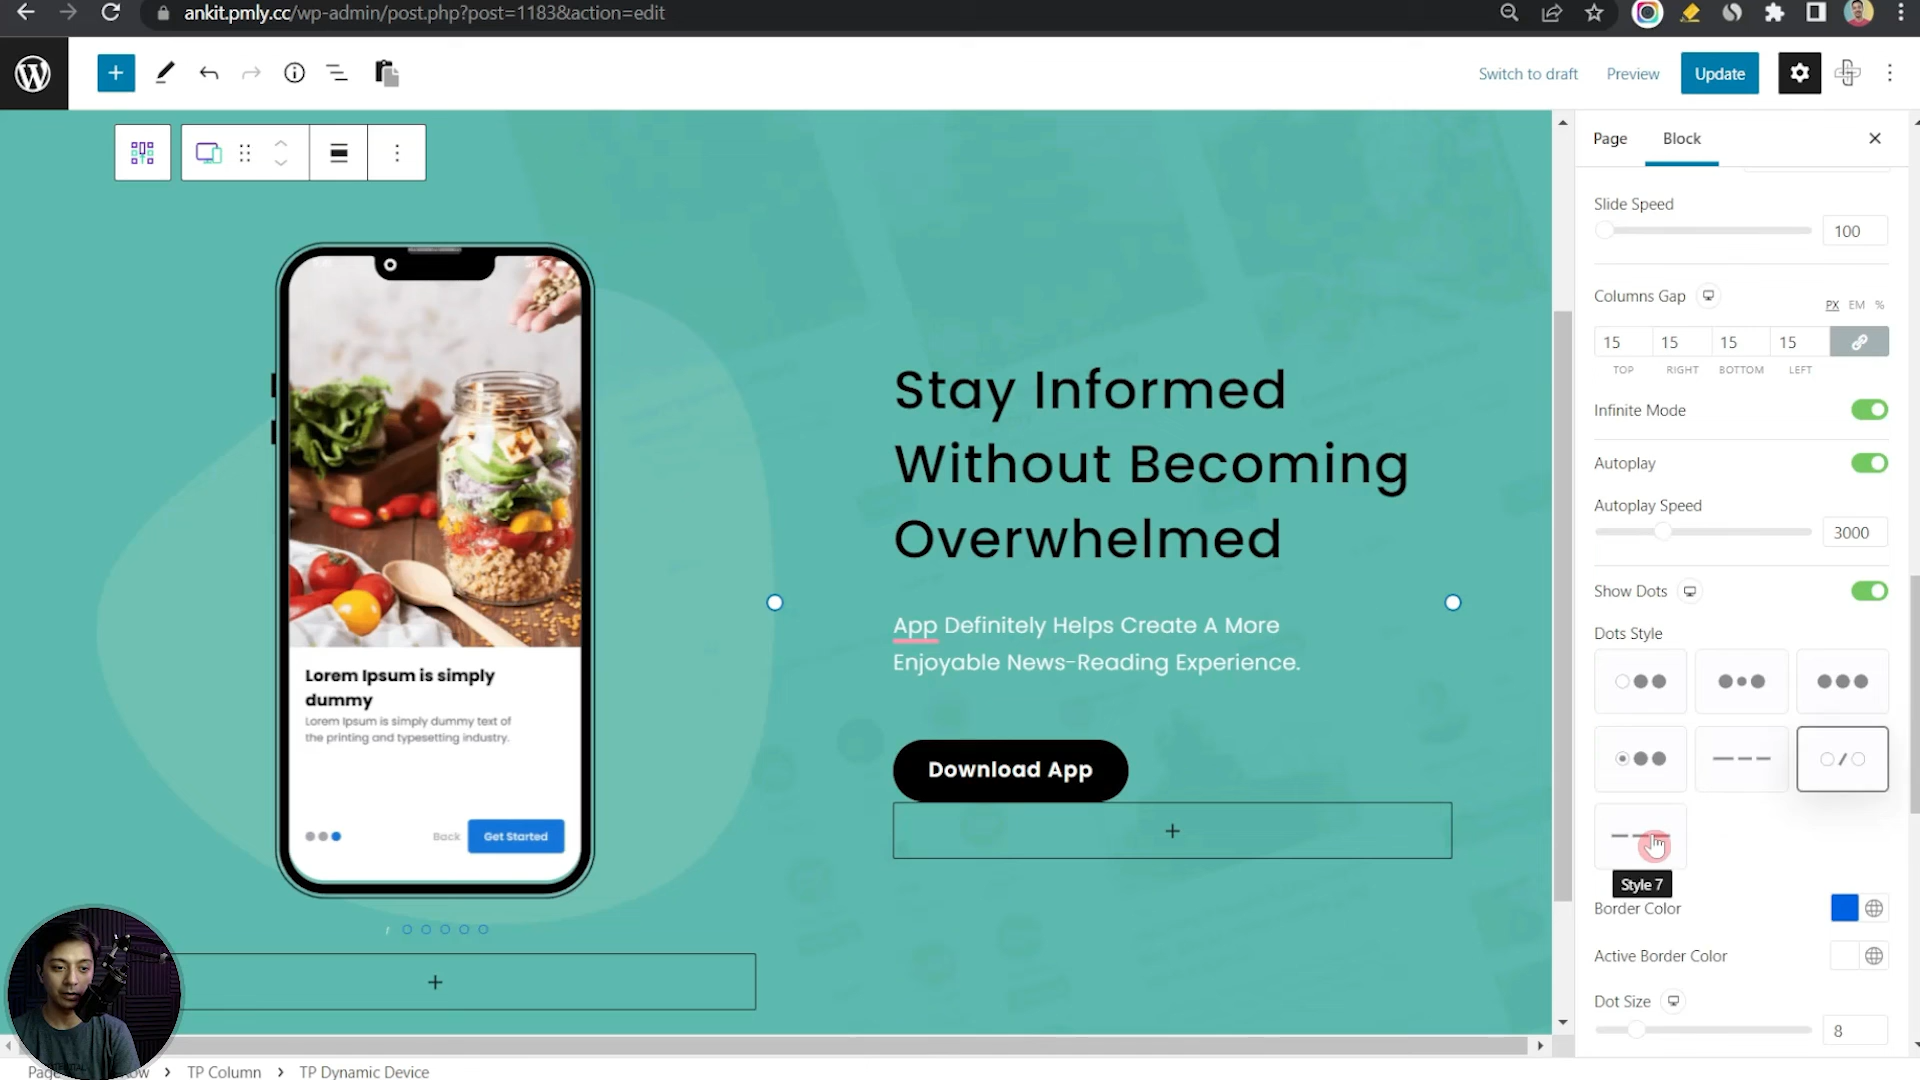 ankit.pmly.cc/wp-admin/post.php?post=1183&action=edit
Switch to draft
Preview
Update
Page
Block
Slide Speed
100
Columns Gap
PX EM %
15 15 15 15
TOP RIGHT BOTTOM LEFT
Infinite Mode
Autoplay
Autoplay Speed
3000
Show Dots
Dots Style
Style 7
Border Color
Active Border Color
Dot Size
8
Stay Informed
Without Becoming
Overwhelmed
App Definitely Helps Create A More
Enjoyable News-Reading Experience.
Download App
Lorem Ipsum is simply
dummy
Lorem Ipsum is simply dummy text of
the printing and typesetting industry.
Back
Get Started
TP Column
TP Dynamic Device